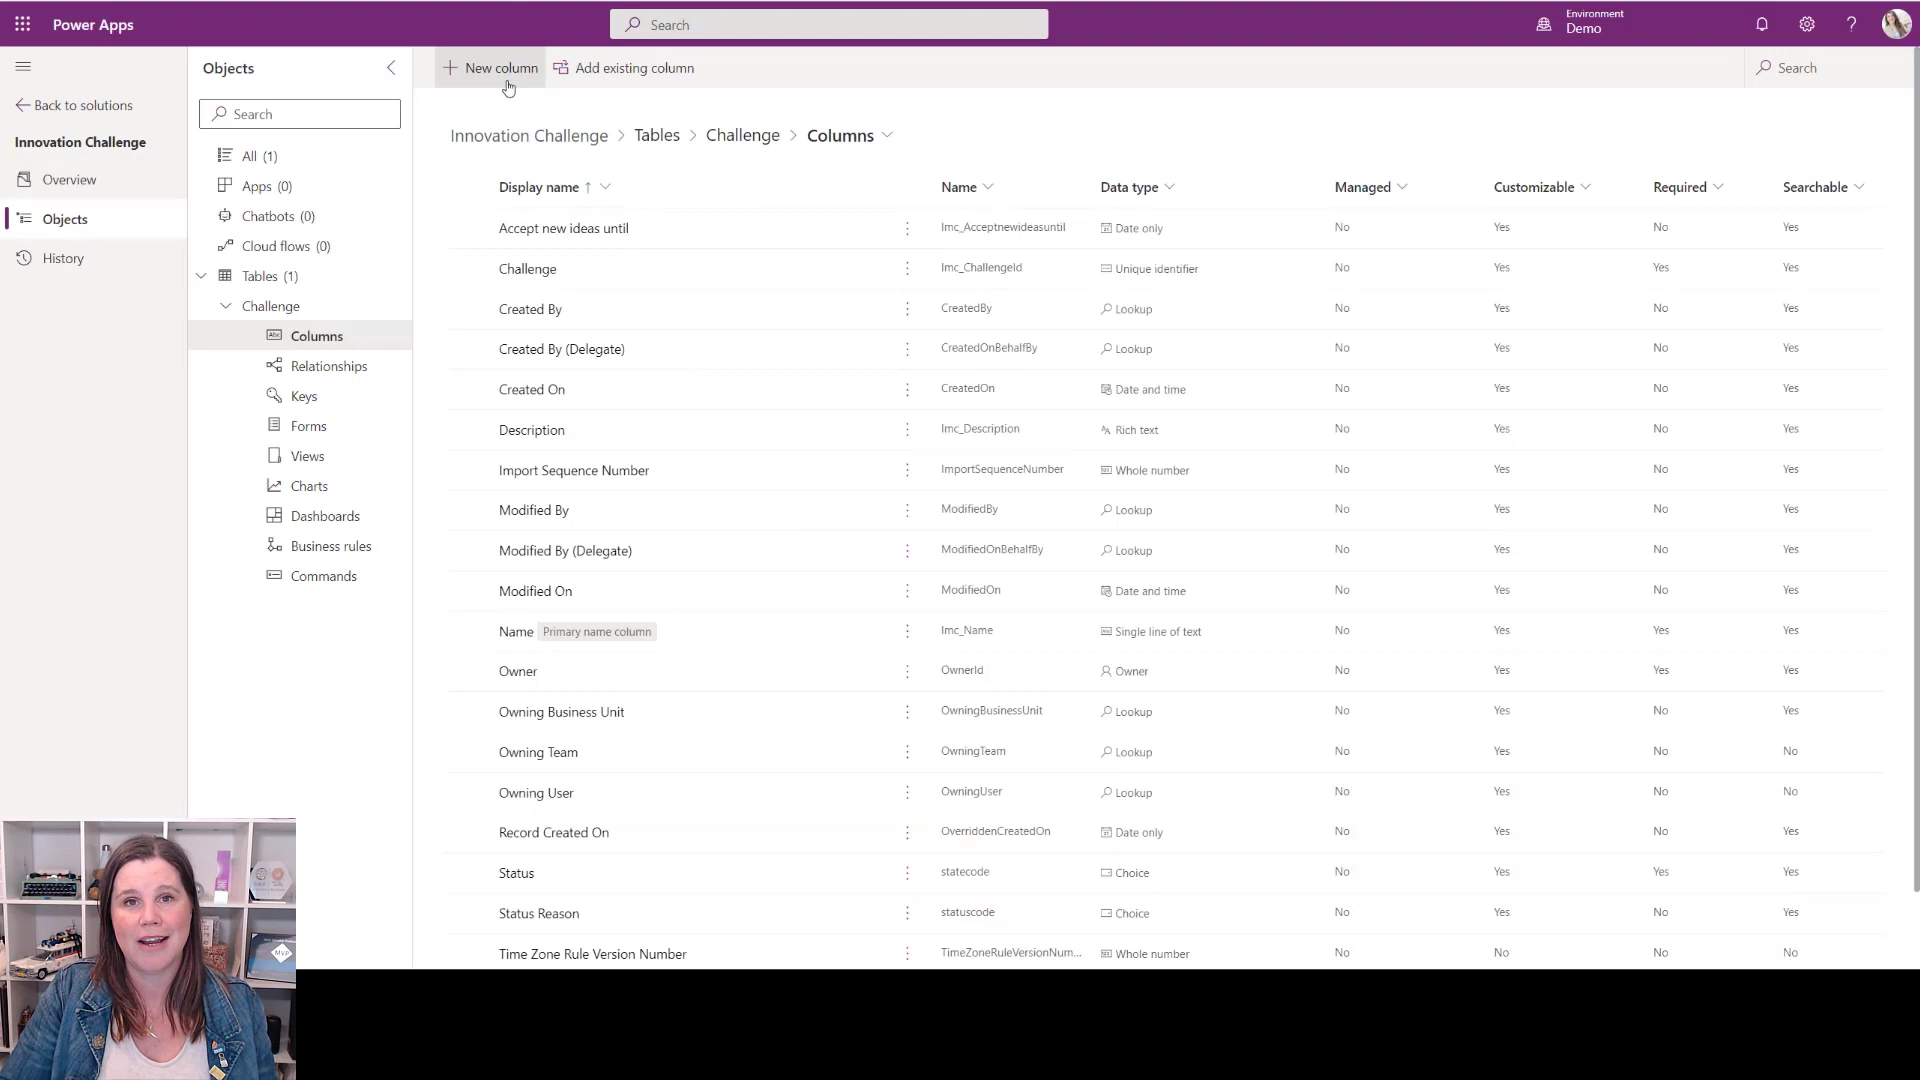 Power Apps
Search
Environment
Demo
Back to solutions
Innovation Challenge
Overview
Objects
History
Objects
Search
All (1)
Apps (0)
Chatbots (0)
Cloud flows (0)
Tables (1)
Challenge
Columns
Relationships
Keys
Forms
Views
Charts
Dashboards
Business rules
Commands
New column Add existing column Search
Innovation Challenge > Tables > Challenge > Columns
Display name ↑ Name Data type Managed Customizable Required Searchable
Accept new ideas until lmc_Acceptnewideasuntil Date only No Yes No Yes
Challenge lmc_ChallengeId Unique identifier No Yes Yes Yes
Created By CreatedBy Lookup No Yes No Yes
Created By (Delegate) CreatedOnBehalfBy Lookup No Yes No Yes
Created On CreatedOn Date and time No Yes No Yes
Description lmc_Description Rich text No Yes No Yes
Import Sequence Number ImportSequenceNumber Whole number No Yes No Yes
Modified By ModifiedBy Lookup No Yes No Yes
Modified By (Delegate) ModifiedOnBehalfBy Lookup No Yes No Yes
Modified On ModifiedOn Date and time No Yes No Yes
Name Primary name column lmc_Name Single line of text No Yes Yes Yes
Owner OwnerId Owner No Yes Yes Yes
Owning Business Unit OwningBusinessUnit Lookup No Yes No Yes
Owning Team OwningTeam Lookup No Yes No No
Owning User OwningUser Lookup No Yes No No
Record Created On OverriddenCreatedOn Date only No Yes No Yes
Status statecode Choice No Yes Yes Yes
Status Reason statuscode Choice No Yes No Yes
Time Zone Rule Version Number TimeZoneRuleVersionNum... Whole number No No No No
MVP